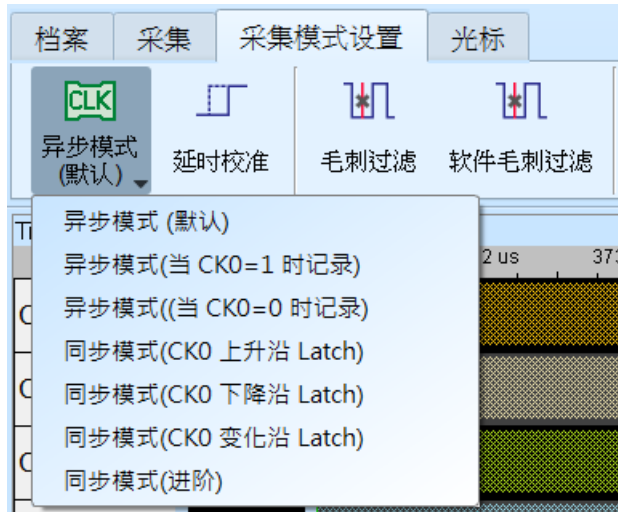 档案 采集 采集模式设置 光标
CLK
异步模式
(默认)
延时校准
毛刺过滤
软件毛刺过滤
异步模式 (默认)
2 us 373
异步模式(当 CK0=1 时记录)
异步模式((当 CK0=0 时记录)
同步模式(CK0 上升沿 Latch)
同步模式(CK0 下降沿 Latch)
同步模式(CK0 变化沿 Latch)
同步模式(进阶)